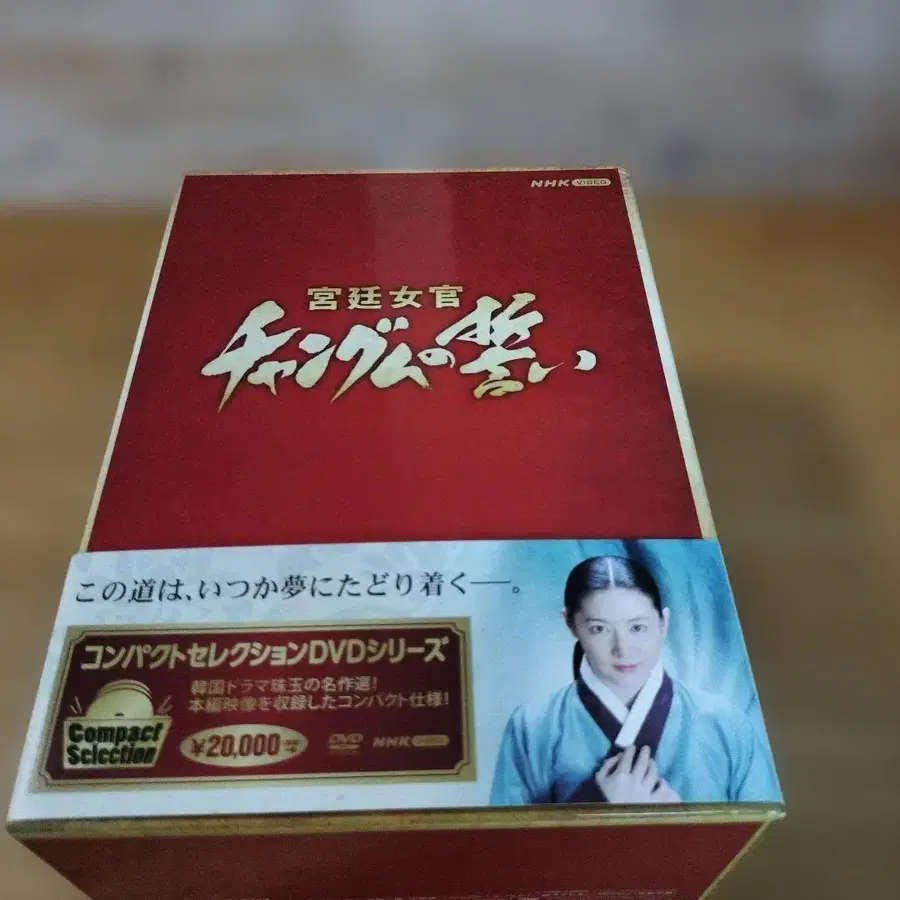 NHK VIDEO
宮廷女官
チャングムの誓い
この道は、いつか夢にたどり着く──。
コンパクトセレクションDVDシリーズ
韓国ドラマ珠玉の名作選!
本編映像を収録したコンパクト仕様!
Compact
Selection
¥20,000
DVD
NHK VIDEO